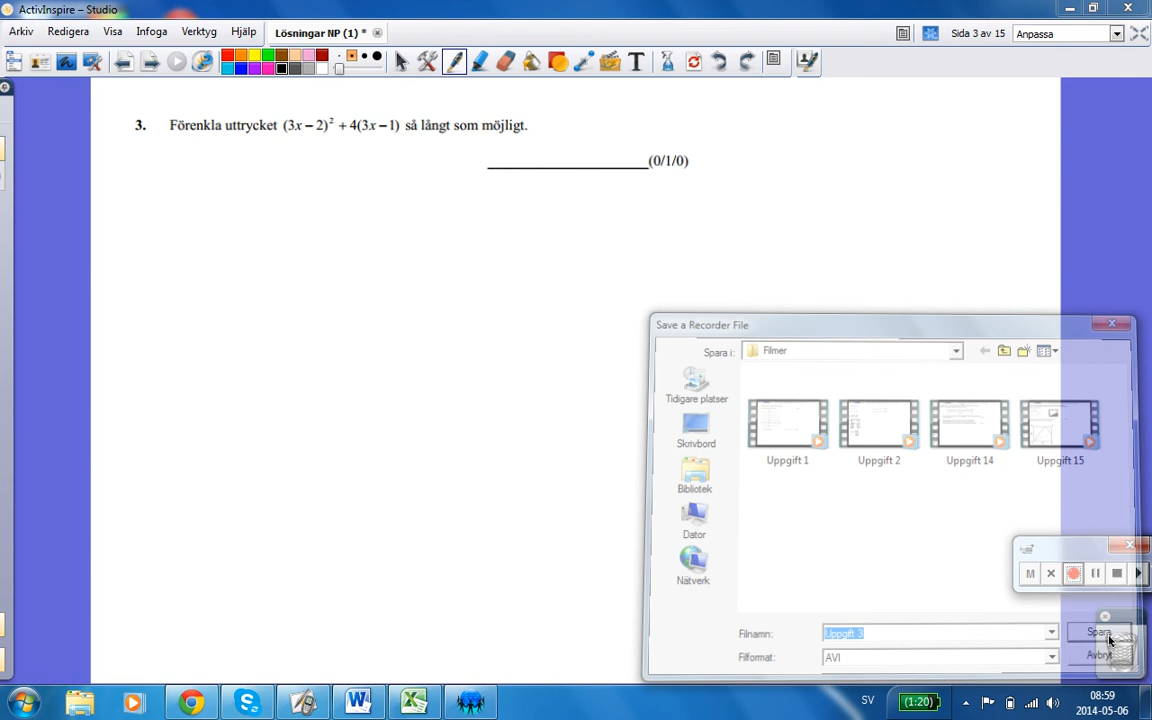 ActivInspire – Studio
Arkiv Redigera Visa Infoga Verktyg Hjälp Lösningar NP (1) * Sida 3 av 15 Anpassa
3. Förenkla uttrycket (3x – 2)² + 4(3x – 1) så långt som möjligt.
(0/1/0)
Save a Recorder File
Spara i: Filmer
Tidigare platser
Skrivbord
Bibliotek
Dator
Nätverk
Uppgift 1 Uppgift 2 Uppgift 14 Uppgift 15
M
Filnamn: Uppgift 3 Spara
Filformat: AVI Avbryt
SV (1:20) 08:59
2014-05-06